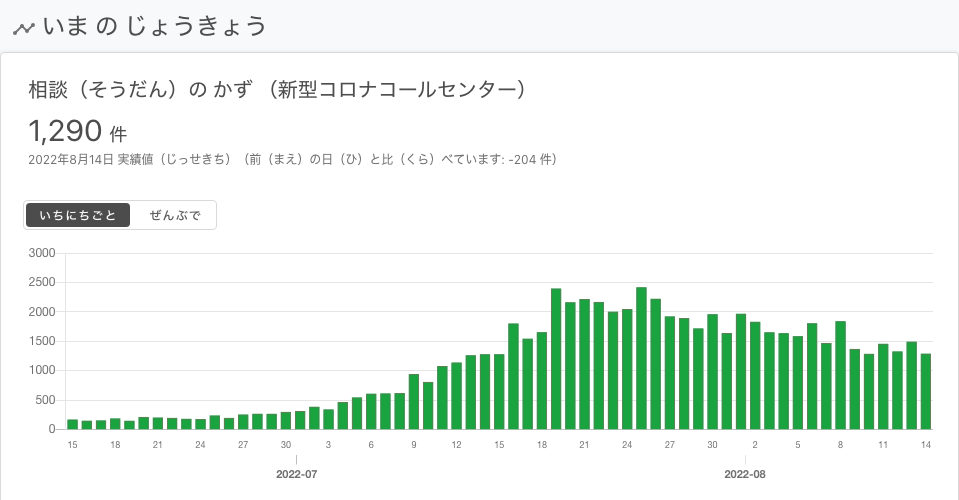 いま の じょうきょう
相談（そうだん）の かず （新型コロナコールセンター）
1,290 件
2022年8月14日 実績値（じっせきち）（前（まえ）の日（ひ）と比（くら）べています: -204 件）
いちにちごと ぜんぶで
3000
2500
2000
1500
1000
500
0
15 18 21 24 27 30 3 6 9 12 15 18 21 24 27 30 2 5 8 11 14
2022-07 2022-08